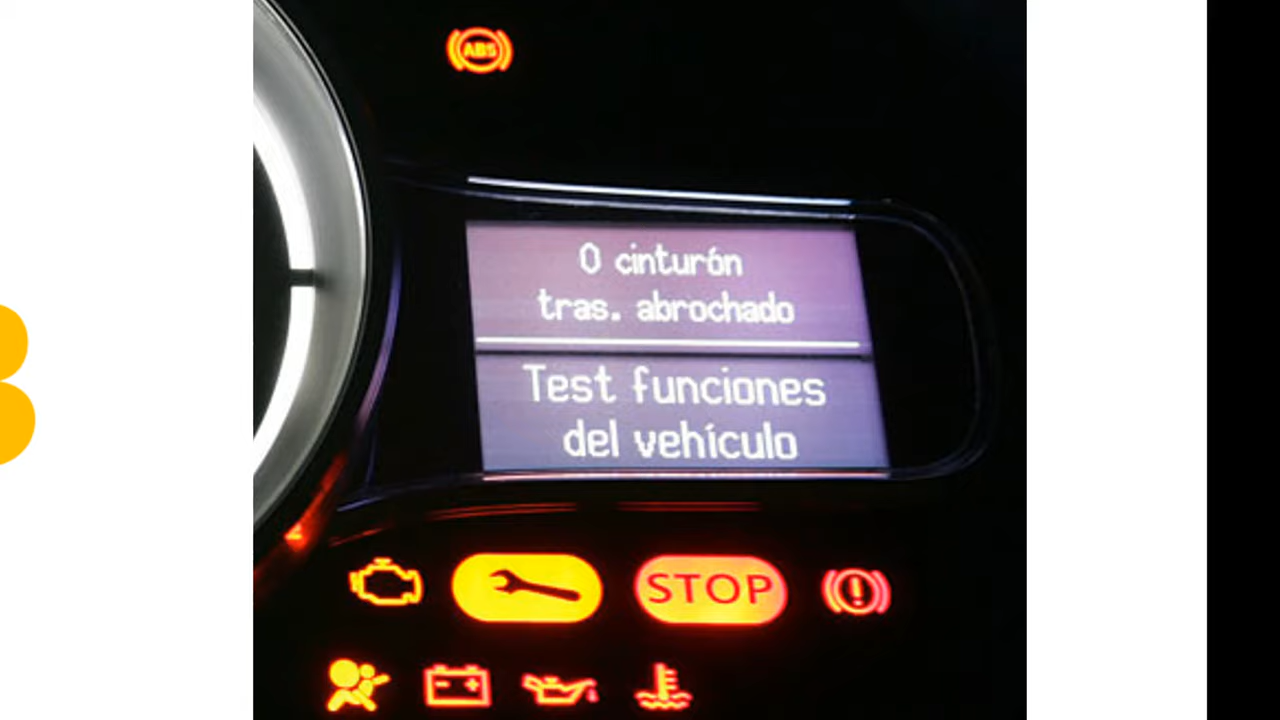 ABS
0 cinturón
tras. abrochado
Test funciones
del vehículo
STOP